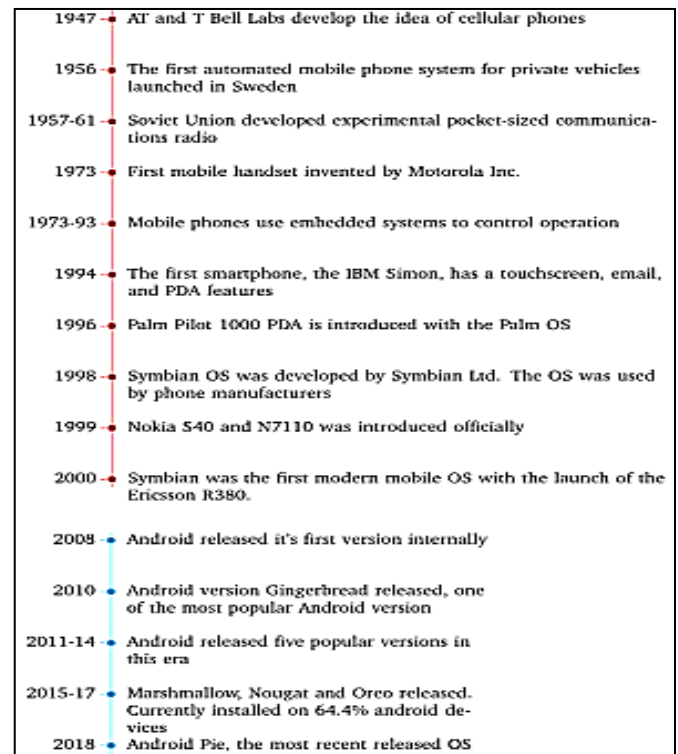 1947 AT and T Bell Labs develop the idea of cellular phones
1956 The first automated mobile phone system for private vehicles
launched in Sweden
1957-61 Soviet Union developed experimental pocket-sized communica-
tions radio
1973 First mobile handset invented by Motorola Inc.
1973-93 Mobile phones use embedded systems to control operation
1994 The first smartphone, the IBM Simon, has a touchscreen, email,
and PDA features
1996 Palm Pilot 1000 PDA is introduced with the Palm OS
1998 Symbian OS was developed by Symbian Ltd. The OS was used
by phone manufacturers
1999 Nokia S40 and N7110 was introduced officially
2000 Symbian was the first modern mobile OS with the launch of the
Ericsson R380.
2008 Android released it's first version internally
2010 Android version Gingerbread released, one
of the most popular Android version
2011-14 Android released five popular versions in
this era
2015-17 Marshmallow, Nougat and Oreo released.
Currently installed on 64.4% android de-
vices
2018 Android Pie, the most recent released OS